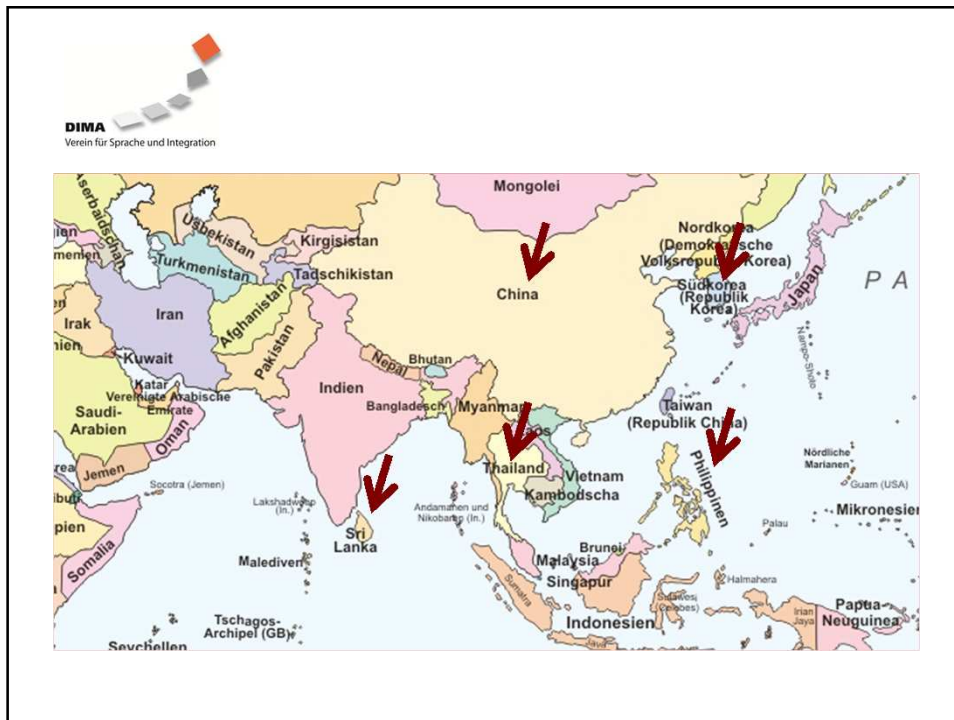 DIMA
Verein für Sprache und Integration
Mongolei
Aserbaidschan
Usbekistan
Kirgisistan
Turkmenistan
Tadschikistan
Nordkorea
(Demokratische
Volksrepublik Korea)
Südkorea
(Republik
Korea)
Japan
P A
China
Iran
Afghanistan
Irak
Kuwait
Pakistan
Nepal
Bhutan
Nampo-Shoto
Katar
Vereinigte Arabische
Emirate
Indien
Bangladesch
Myanmar
Taiwan
(Republik China)
Saudi-
Arabien
Oman
Laos
Thailand
Vietnam
Kambodscha
Philippinen
Nördliche
Marianen
Jemen
Socotra (Jemen)
Guam (USA)
Lakshadweep
(In.)
Andamanen und
Nikobaren (In.)
Mikronesien
Palau
Somalia
Sri
Lanka
Malediven
Brunei
Malaysia
Singapur
Halmahera
Sumatra
Indonesien
Irian
Jaya
Papua-
Neuguinea
Tschagos-
Archipel (GB)
Seychellen
Java